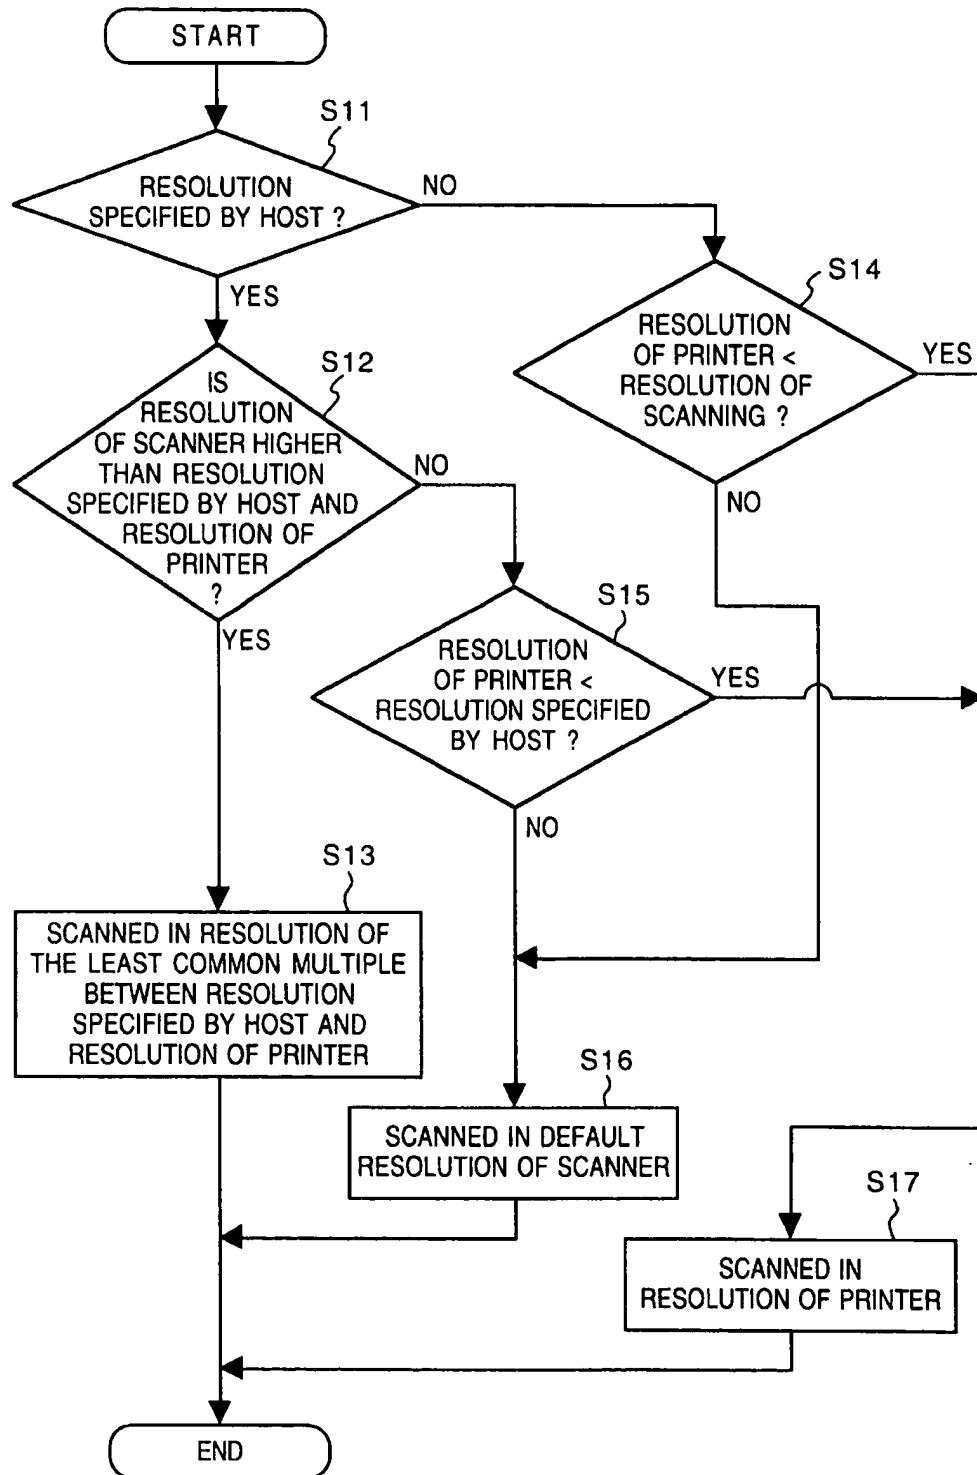 START
S11
RESOLUTION
SPECIFIED BY HOST ?
NO
YES
S14
RESOLUTION
OF PRINTER <
RESOLUTION OF
SCANNING ?
YES
NO
S12
IS
RESOLUTION
OF SCANNER HIGHER
THAN RESOLUTION
SPECIFIED BY HOST AND
RESOLUTION OF
PRINTER
?
NO
YES
S15
RESOLUTION
OF PRINTER <
RESOLUTION SPECIFIED
BY HOST ?
YES
NO
S13
SCANNED IN RESOLUTION OF
THE LEAST COMMON MULTIPLE
BETWEEN RESOLUTION
SPECIFIED BY HOST AND
RESOLUTION OF PRINTER
S16
SCANNED IN DEFAULT
RESOLUTION OF SCANNER
S17
SCANNED IN
RESOLUTION OF PRINTER
END